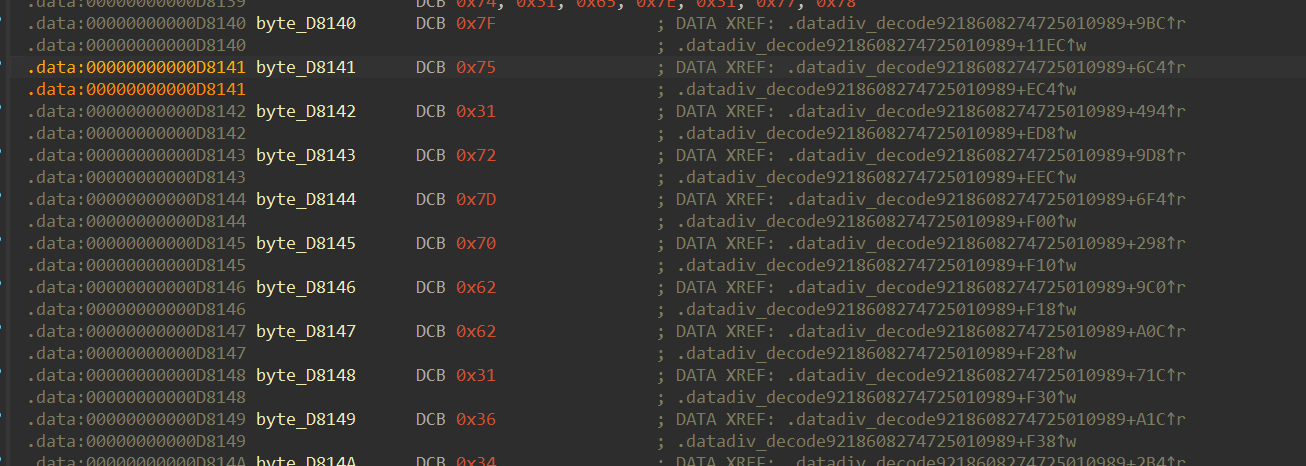 .data:00000000000D8139 DCB 0x74, 0x31, 0x65, 0x7E, 0x31, 0x77, 0x78
.data:00000000000D8140 byte_D8140 DCB 0x7F ; DATA XREF: .datadiv_decode9218608274725010989+9BC↑r
.data:00000000000D8140 ; .datadiv_decode9218608274725010989+11EC↑w
.data:00000000000D8141 byte_D8141 DCB 0x75 ; DATA XREF: .datadiv_decode9218608274725010989+6C4↑r
.data:00000000000D8141 ; .datadiv_decode9218608274725010989+EC4↑w
.data:00000000000D8142 byte_D8142 DCB 0x31 ; DATA XREF: .datadiv_decode9218608274725010989+494↑r
.data:00000000000D8142 ; .datadiv_decode9218608274725010989+ED8↑w
.data:00000000000D8143 byte_D8143 DCB 0x72 ; DATA XREF: .datadiv_decode9218608274725010989+9D8↑r
.data:00000000000D8143 ; .datadiv_decode9218608274725010989+EEC↑w
.data:00000000000D8144 byte_D8144 DCB 0x7D ; DATA XREF: .datadiv_decode9218608274725010989+6F4↑r
.data:00000000000D8144 ; .datadiv_decode9218608274725010989+F00↑w
.data:00000000000D8145 byte_D8145 DCB 0x70 ; DATA XREF: .datadiv_decode9218608274725010989+298↑r
.data:00000000000D8145 ; .datadiv_decode9218608274725010989+F10↑w
.data:00000000000D8146 byte_D8146 DCB 0x62 ; DATA XREF: .datadiv_decode9218608274725010989+9C0↑r
.data:00000000000D8146 ; .datadiv_decode9218608274725010989+F18↑w
.data:00000000000D8147 byte_D8147 DCB 0x62 ; DATA XREF: .datadiv_decode9218608274725010989+A0C↑r
.data:00000000000D8147 ; .datadiv_decode9218608274725010989+F28↑w
.data:00000000000D8148 byte_D8148 DCB 0x31 ; DATA XREF: .datadiv_decode9218608274725010989+71C↑r
.data:00000000000D8148 ; .datadiv_decode9218608274725010989+F30↑w
.data:00000000000D8149 byte_D8149 DCB 0x36 ; DATA XREF: .datadiv_decode9218608274725010989+A1C↑r
.data:00000000000D8149 ; .datadiv_decode9218608274725010989+F38↑w
.data:00000000000D814A byte_D814A DCB 0x34 ; DATA XREF: .datadiv_decode9218608274725010989+2B4↑r